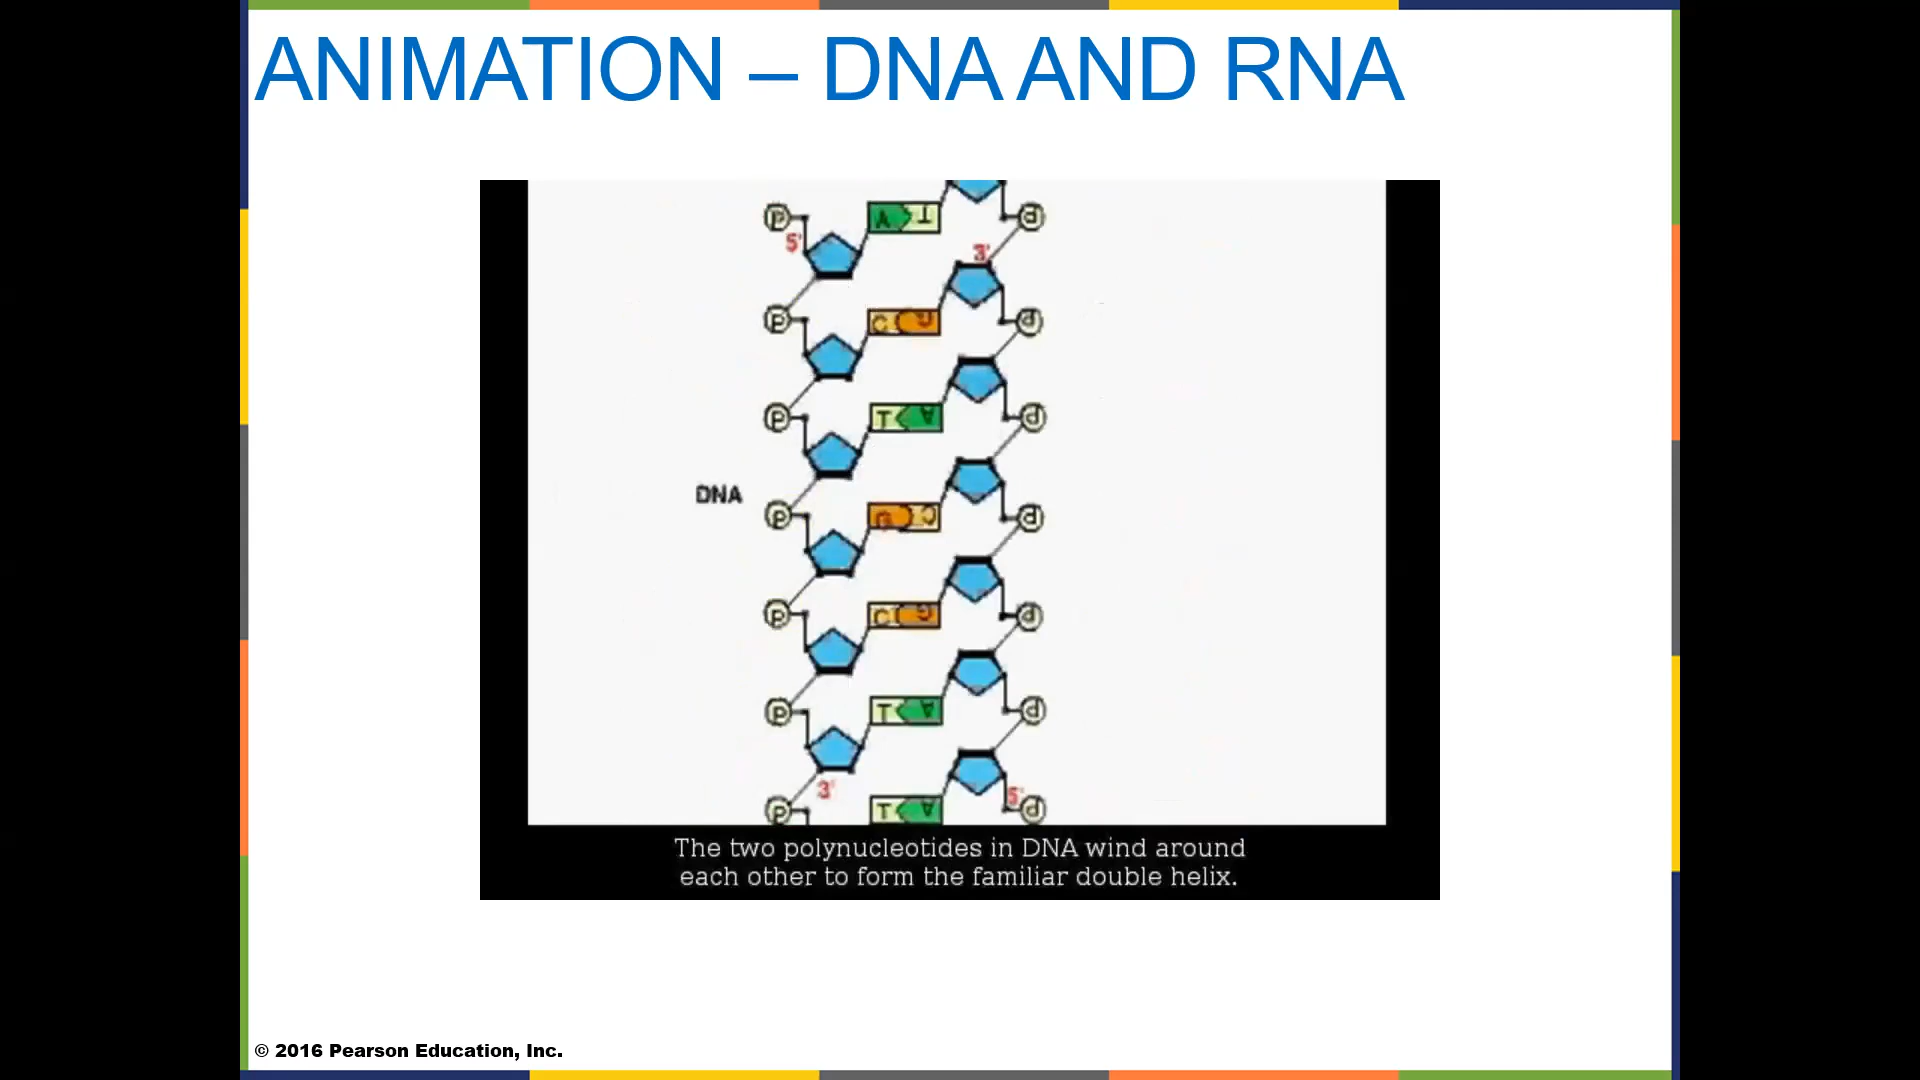 ANIMATION – DNA AND RNA
P A T P
5'
3'
P C G P
P T A P
DNA
P G C P
P C G P
P T A P
3'
5'
P T A P
The two polynucleotides in DNA wind around
each other to form the familiar double helix.
© 2016 Pearson Education, Inc.